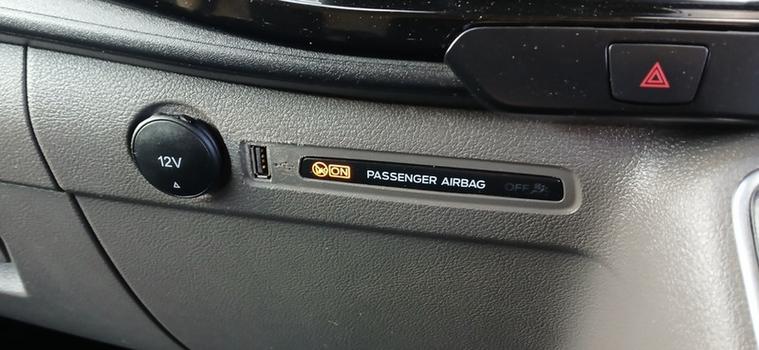 12V
ON PASSENGER AIRBAG OFF